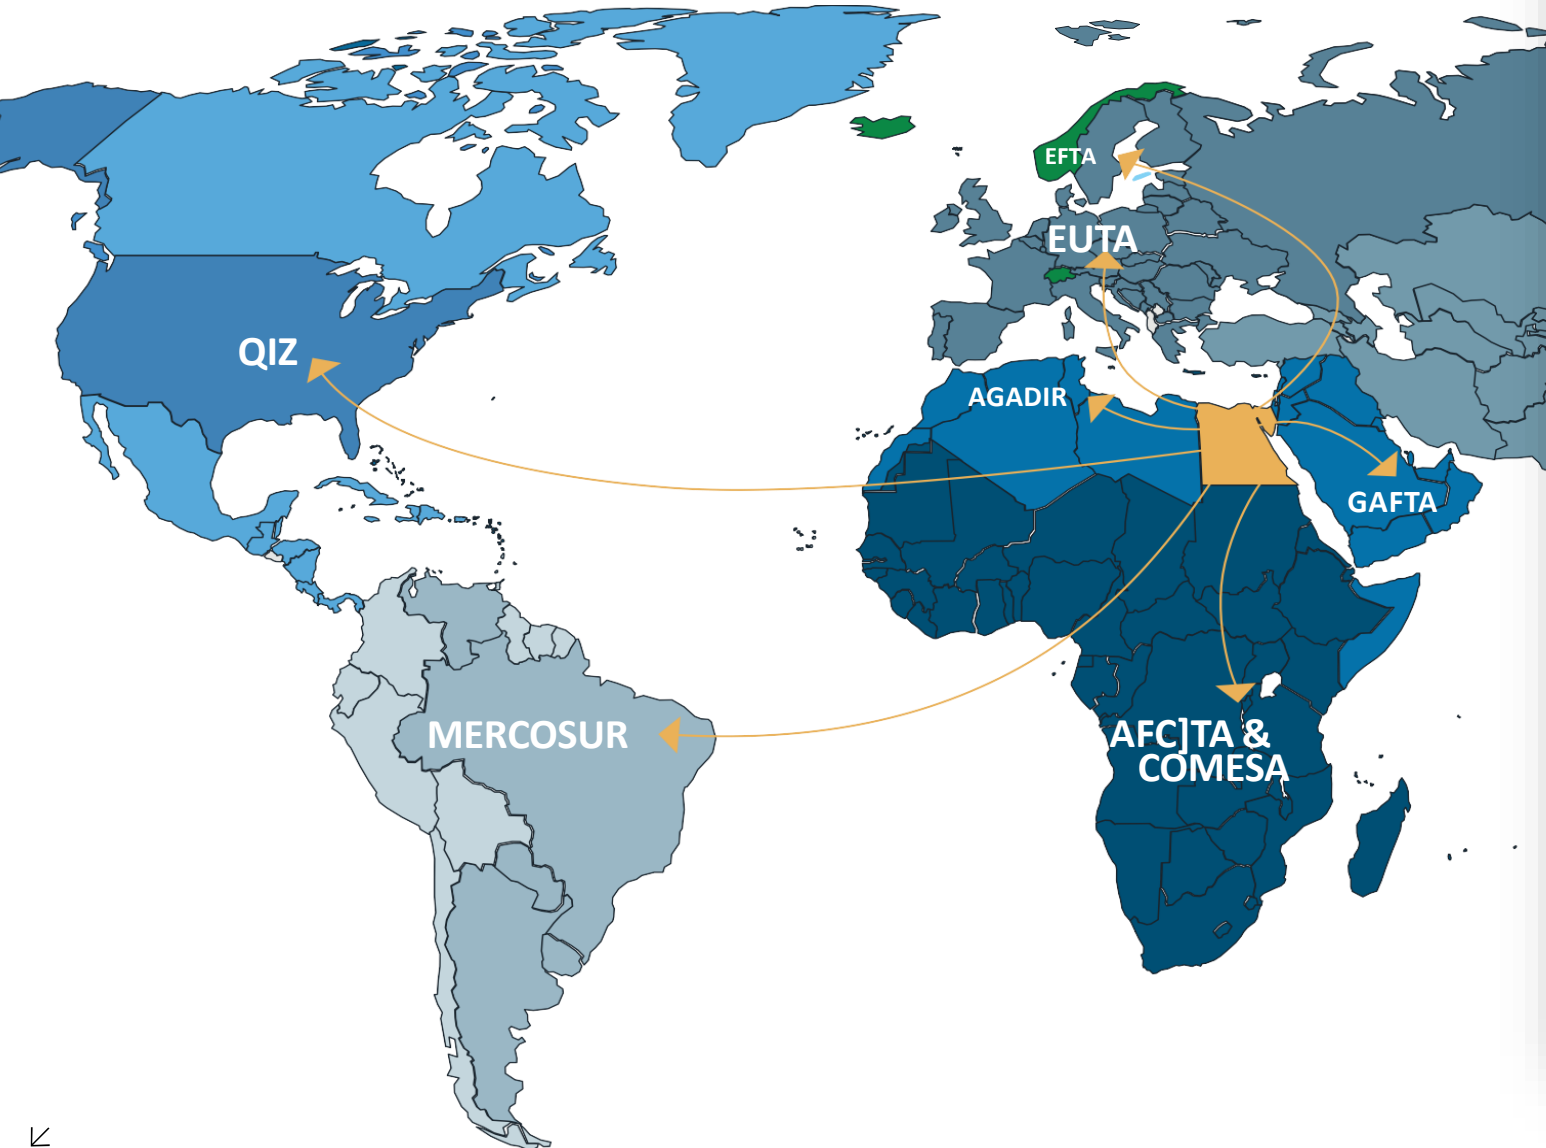 EFTA
EUTA
QIZ
AGADIR
GAFTA
MERCOSUR
AFC]TA &
COMESA